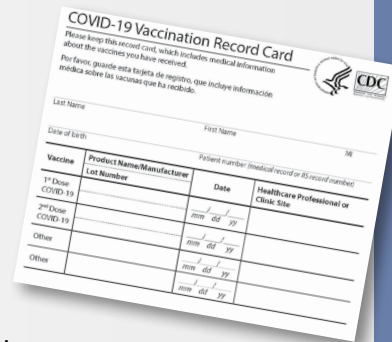 COVID-19 Vaccination Record Card
Please keep this record card, which includes medical information
about the vaccines you have received.
Por favor, guarde esta tarjeta de registro, que incluye información
médica sobre las vacunas que ha recibido.
CDC
Last Name First Name MI
Date of birth Patient number (medical record or IIS record number)
Vaccine Product Name/Manufacturer Date Healthcare Professional or
Lot Number Clinic Site
1st Dose
COVID-19
mm dd yy
2nd Dose
COVID-19
mm dd yy
Other
mm dd yy
Other
mm dd yy